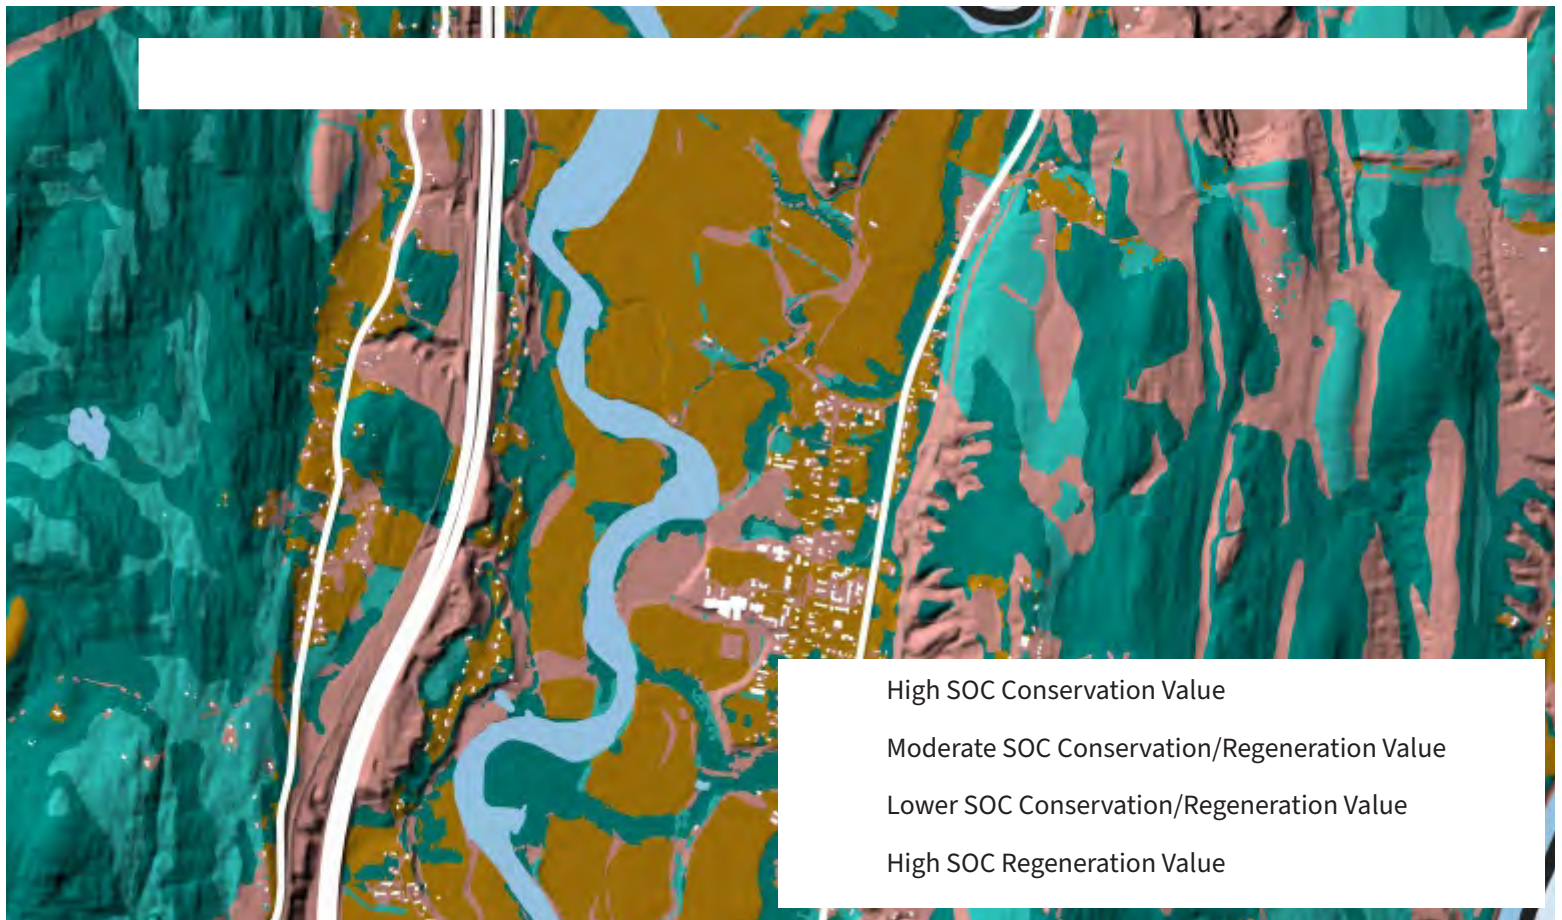 High SOC Conservation Value
Moderate SOC Conservation/Regeneration Value
Lower SOC Conservation/Regeneration Value
High SOC Regeneration Value